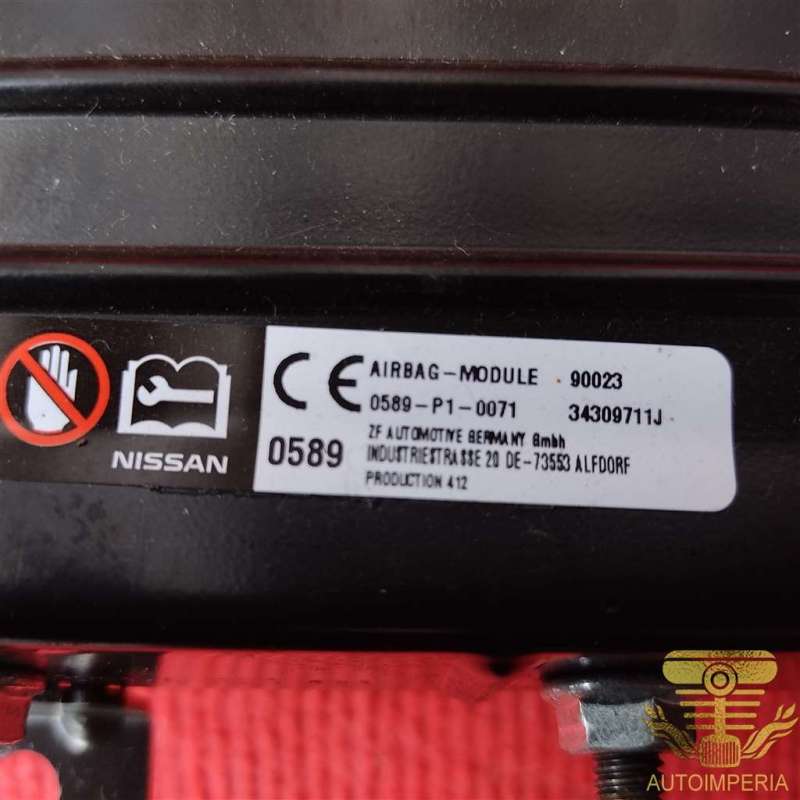 NISSAN
CE
0589
AIRBAG-MODULE 90023
0589-P1-0071 34309711J
ZF AUTOMOTIVE GERMANY GmbH
INDUSTRIESTRASSE 20 DE-73553 ALFDORF
PRODUCTION 412
AUTOIMPERIA